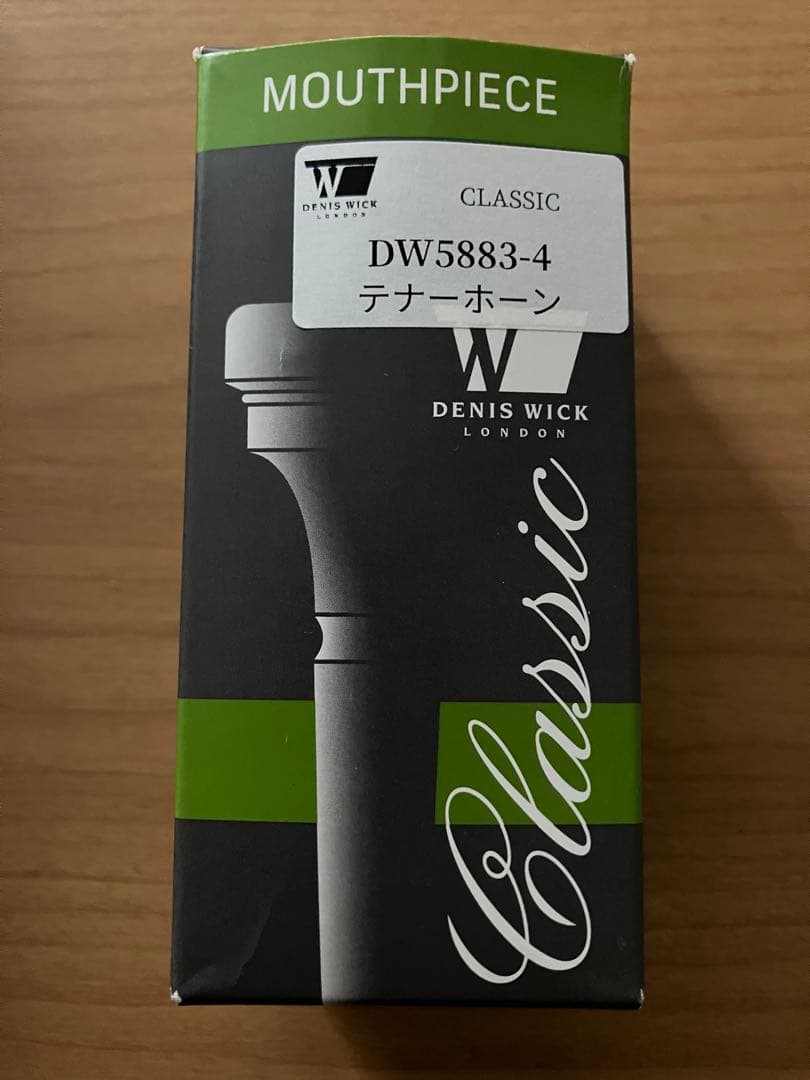 MOUTHPIECE
W
DENIS WICK
LONDON
CLASSIC
DW5883-4
テナーホーン
W
DENIS WICK
LONDON
Classic